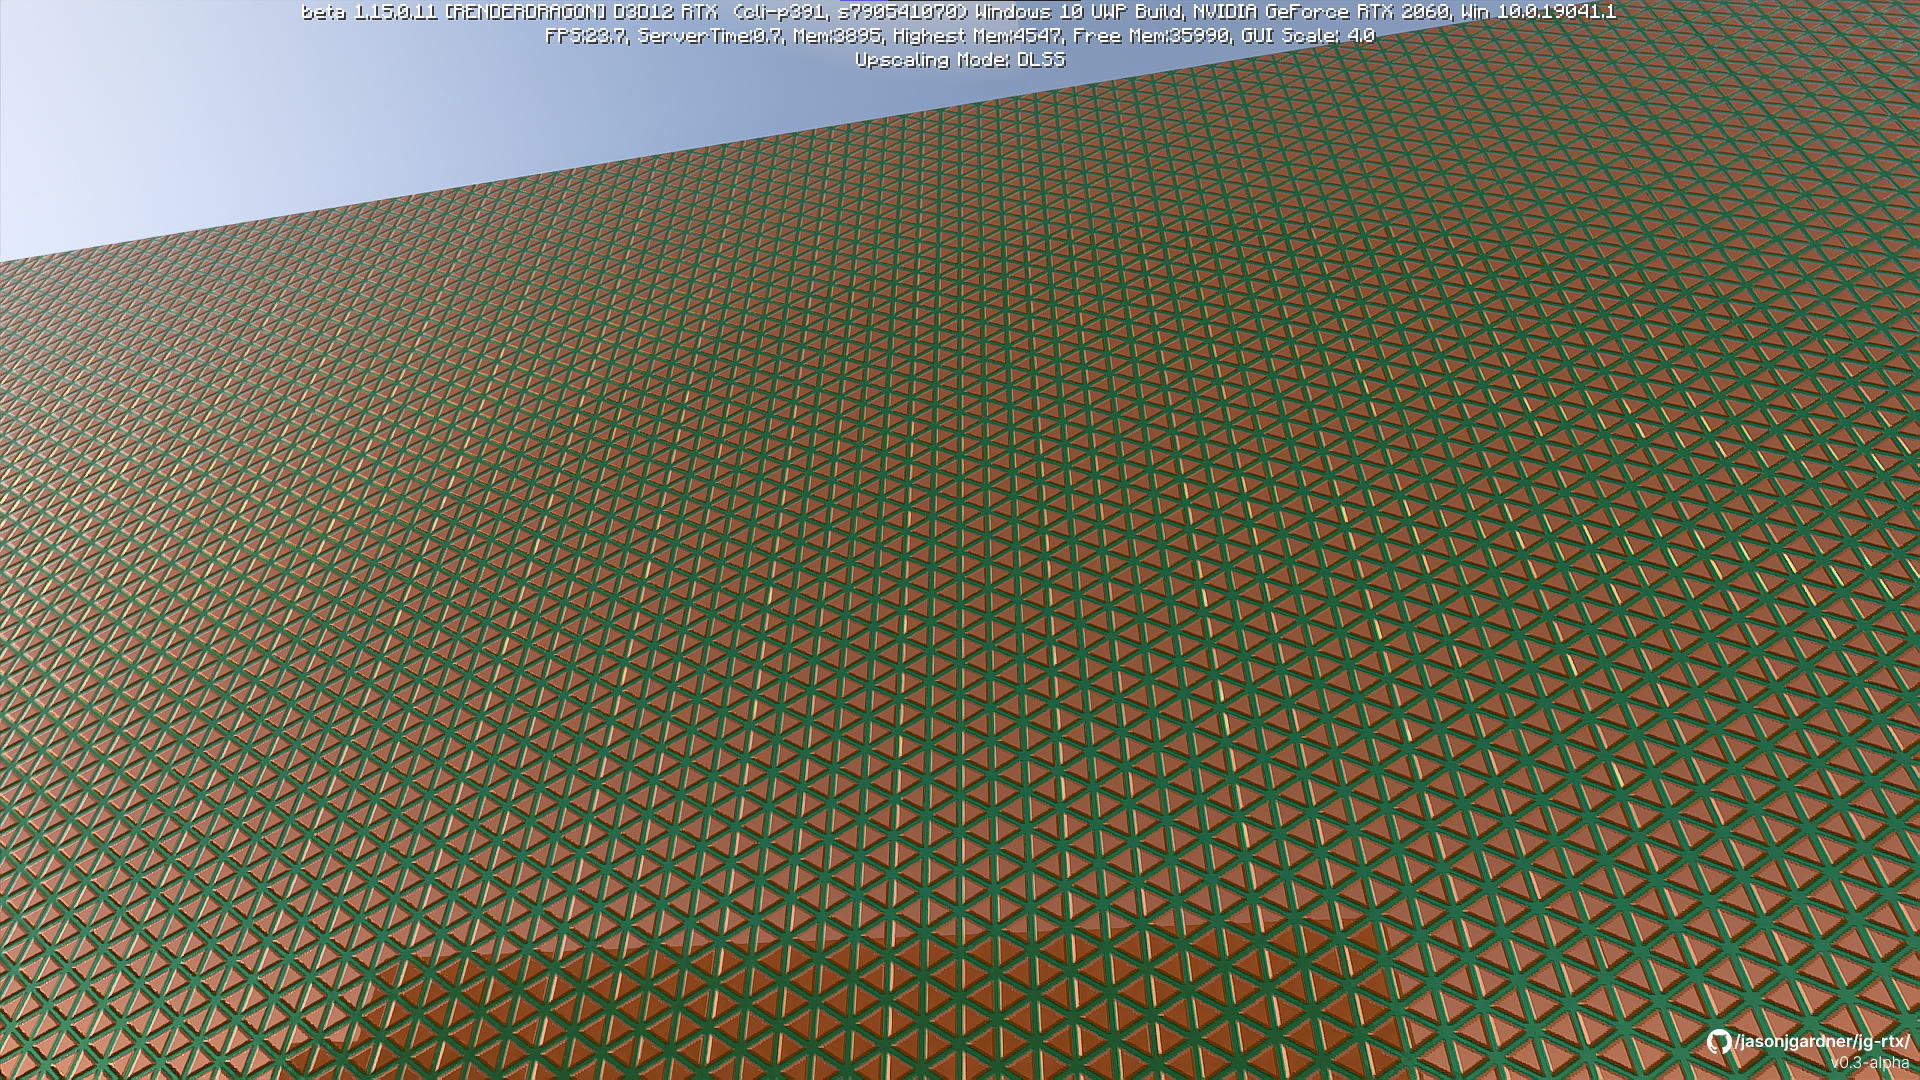 beta 1.15.0.11 [RENDERDRAGON] D3D12 RTX  (cli-p391, s790541070) Windows 10 UWP Build, NVIDIA GeForce RTX 2060, Win 10.0.19041.1
FPS:23.7, ServerTime:0.7, Mem:3895, Highest Mem:4547, Free Mem:35990, GUI Scale: 4.0
Upscaling Mode: DLSS
/jasonjgardner/jg-rtx/
v0.3-alpha